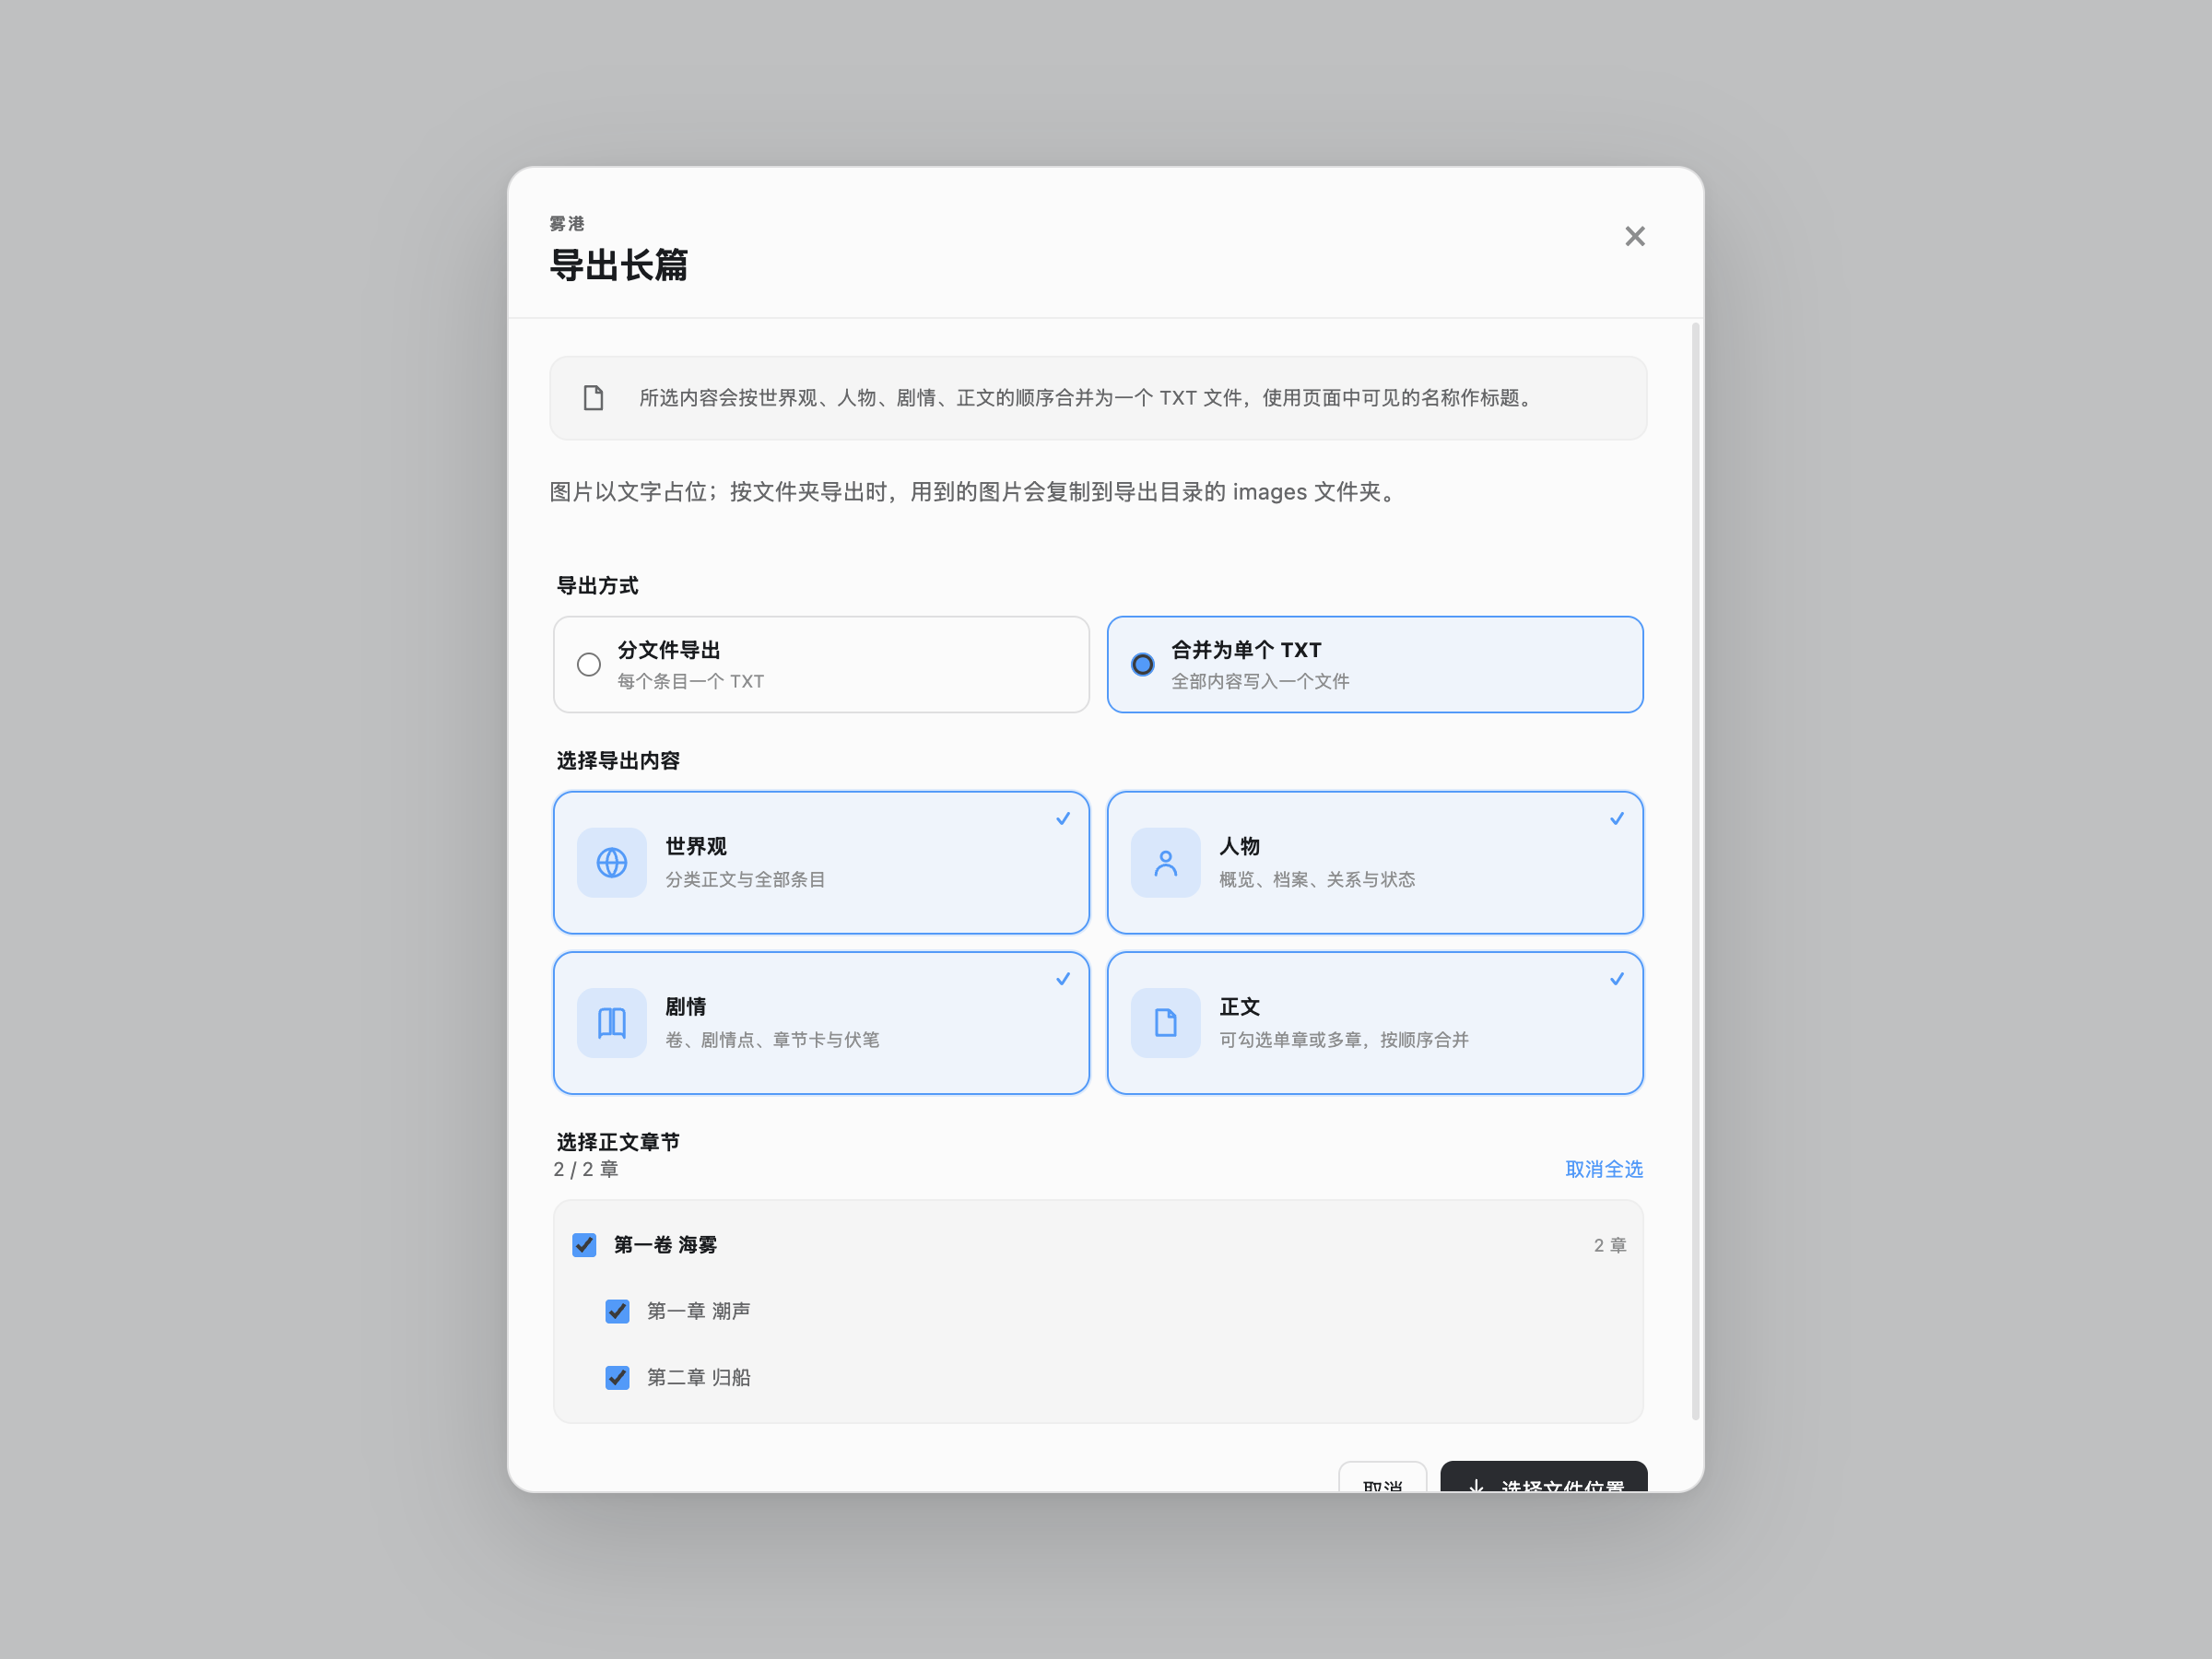 雾港
导出长篇
所选内容会按世界观、人物、剧情、正文的顺序合并为一个 TXT 文件，使用页面中可见的名称作标题。
图片以文字占位；按文件夹导出时，用到的图片会复制到导出目录的 images 文件夹。
导出方式
分文件导出
每个条目一个 TXT
合并为单个 TXT
全部内容写入一个文件
选择导出内容
世界观
分类正文与全部条目
人物
概览、档案、关系与状态
剧情
卷、剧情点、章节卡与伏笔
正文
可勾选单章或多章，按顺序合并
选择正文章节
2 / 2 章
取消全选
第一卷 海雾
2 章
第一章 潮声
第二章 归船
取消
选择文件位置